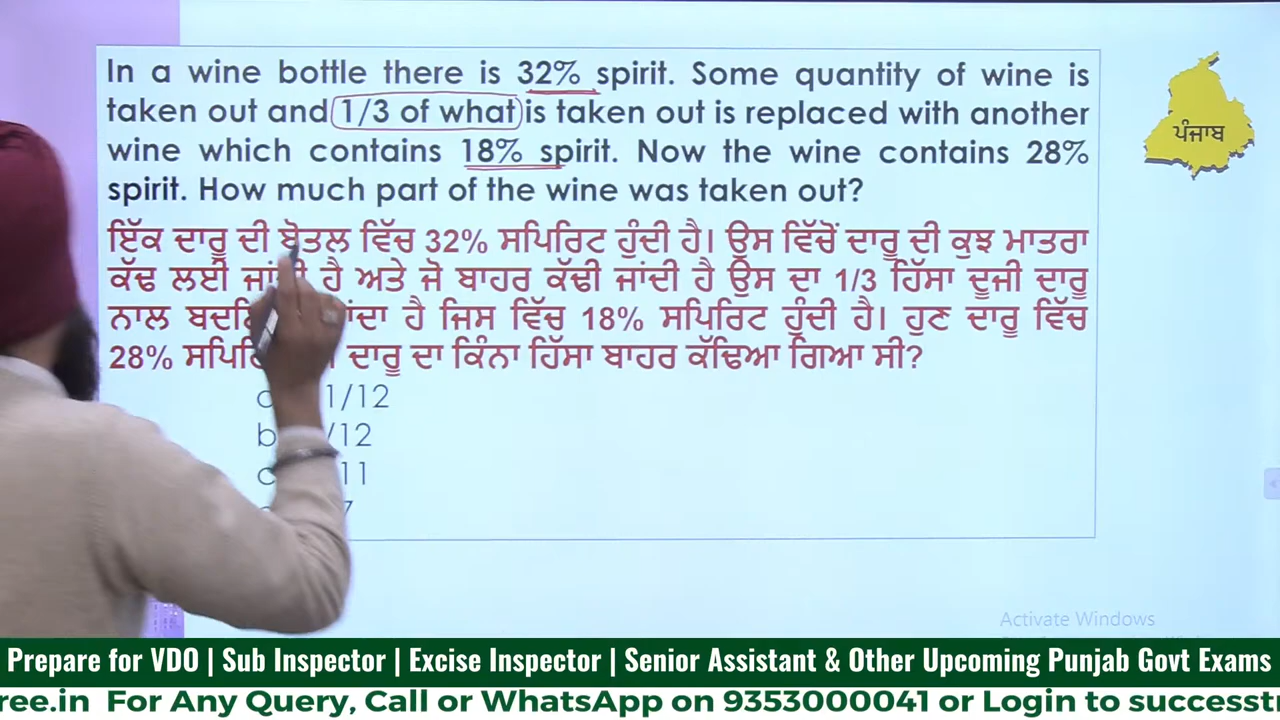 In a wine bottle there is 32% spirit. Some quantity of wine is
taken out and 1/3 of what is taken out is replaced with another
wine which contains 18% spirit. Now the wine contains 28%
spirit. How much part of the wine was taken out?
ਪੰਜਾਬ
ਇੱਕ ਦਾਰੂ ਦੀ ਬੋਤਲ ਵਿੱਚ 32% ਸਪਿਰਿਟ ਹੁੰਦੀ ਹੈ। ਉਸ ਵਿੱਚੋਂ ਦਾਰੂ ਦੀ ਕੁਝ ਮਾਤਰਾ
ਕੱਢ ਲਈ ਹੈ ਅਤੇ ਜੋ ਬਾਹਰ ਕੱਢੀ ਜਾਂਦੀ ਹੈ ਉਸ ਦਾ 1/3 ਹਿੱਸਾ ਦੂਜੀ ਦਾਰੂ
ਨਾਲ ਹੈ ਜਿਸ ਵਿੱਚ 18% ਸਪਿਰਿਟ ਹੁੰਦੀ ਹੈ। ਹੁਣ ਦਾਰੂ ਵਿੱਚ
28% ਦਾਰੂ ਦਾ ਕਿੰਨਾ ਹਿੱਸਾ ਬਾਹਰ ਕੱਢਿਆ ਗਿਆ ਸੀ?
1/12
/12
11
Activate Windows
Prepare for VDO | Sub Inspector | Excise Inspector | Senior Assistant & Other Upcoming Punjab Govt Exams
ree.in For Any Query, Call or WhatsApp on 9353000041 or Login to successt